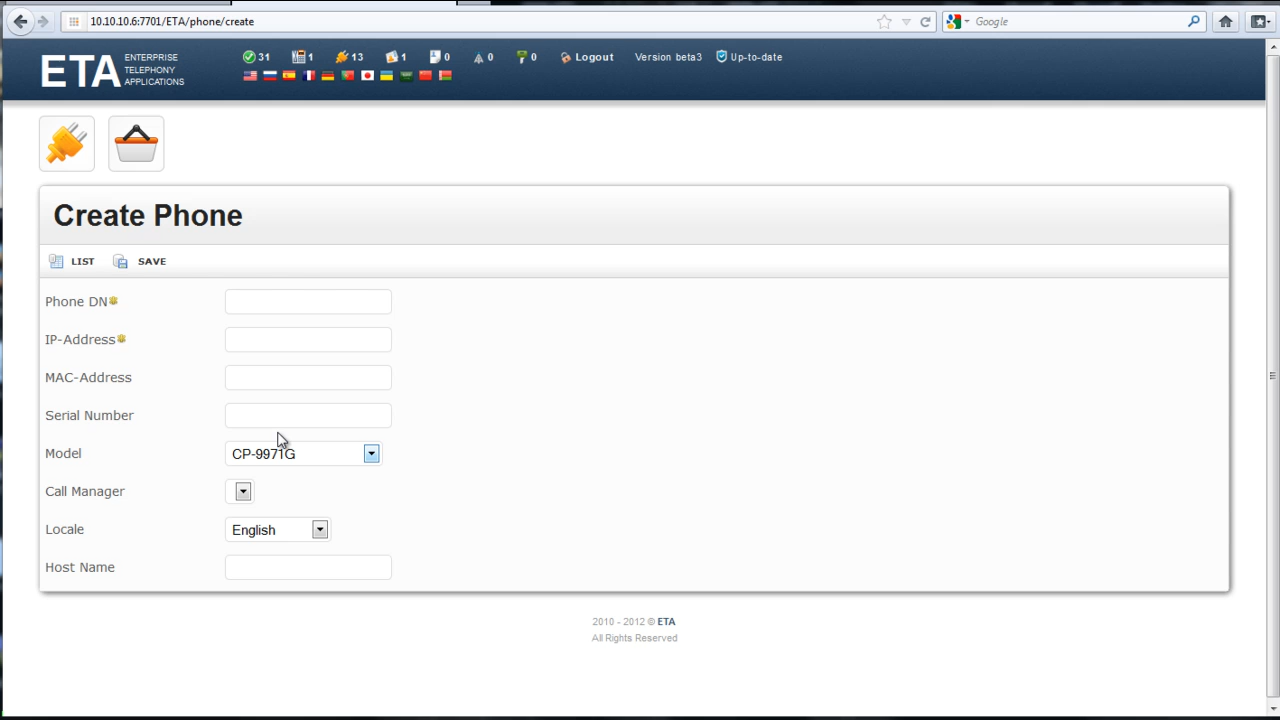 10.10.10.6:7701/ETA/phone/create
Google
ETA ENTERPRISE TELEPHONY APPLICATIONS
31 1 13 1 0 0 0 Logout Version beta3 Up-to-date
Create Phone
LIST SAVE
Phone DN
IP-Address
MAC-Address
Serial Number
Model CP-9971G
Call Manager
Locale English
Host Name
2010 - 2012 © ETA
All Rights Reserved